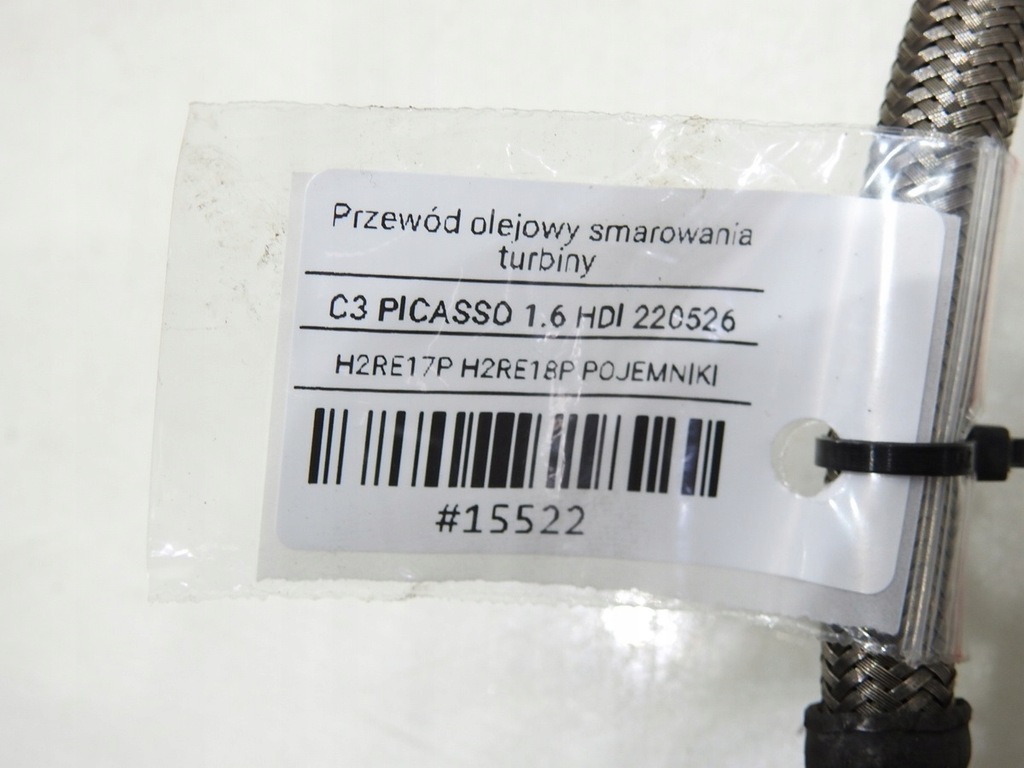 Przewód olejowy smarowania
turbiny
C3 PICASSO 1.6 HDI 220526
H2RE17P H2RE18P POJEMNIKI
#15522